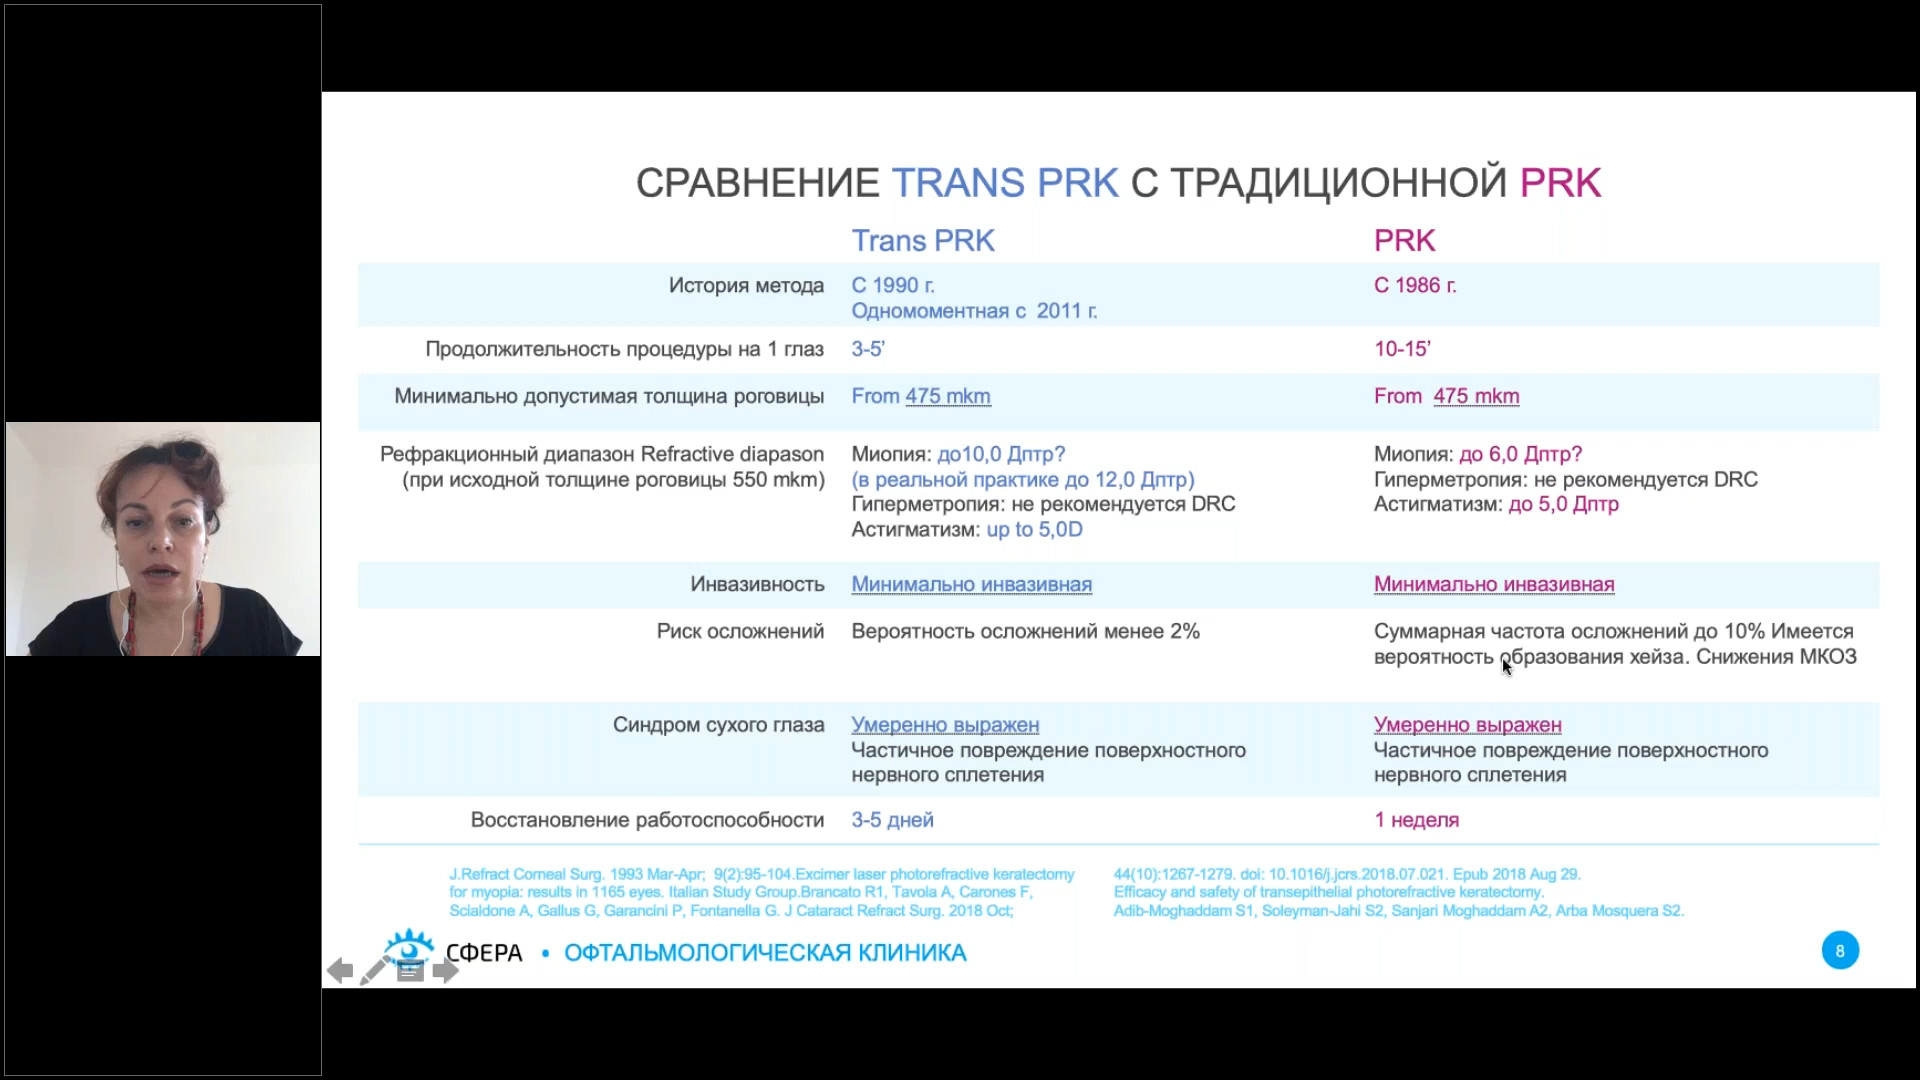 СРАВНЕНИЕ TRANS PRK С ТРАДИЦИОННОЙ PRK
Trans PRK PRK
История метода С 1990 г. С 1986 г.
Одномоментная с 2011 г.
Продолжительность процедуры на 1 глаз 3-5’ 10-15’
Минимально допустимая толщина роговицы From 475 mkm From 475 mkm
Рефракционный диапазон Refractive diapason Миопия: до10,0 Дптр? Миопия: до 6,0 Дптр?
(при исходной толщине роговицы 550 mkm) (в реальной практике до 12,0 Дптр) Гиперметропия: не рекомендуется DRC
Гиперметропия: не рекомендуется DRC Астигматизм: до 5,0 Дптр
Астигматизм: up to 5,0D
Инвазивность Минимально инвазивная Минимально инвазивная
Риск осложнений Вероятность осложнений менее 2% Суммарная частота осложнений до 10% Имеется
вероятность образования хейза. Снижения МКОЗ
Синдром сухого глаза Умеренно выражен Умеренно выражен
Частичное повреждение поверхностного Частичное повреждение поверхностного
нервного сплетения нервного сплетения
Восстановление работоспособности 3-5 дней 1 неделя
J.Refract Corneal Surg. 1993 Mar-Apr; 9(2):95-104.Excimer laser photorefractive keratectomy
for myopia: results in 1165 eyes. Italian Study Group.Brancato R1, Tavola A, Carones F,
Scialdone A, Gallus G, Garancini P, Fontanella G. J Cataract Refract Surg. 2018 Oct;
44(10):1267-1279. doi: 10.1016/j.jcrs.2018.07.021. Epub 2018 Aug 29.
Efficacy and safety of transepithelial photorefractive keratectomy.
Adib-Moghaddam S1, Soleyman-Jahi S2, Sanjari Moghaddam A2, Arba Mosquera S2.
СФЕРА • ОФТАЛЬМОЛОГИЧЕСКАЯ КЛИНИКА
8